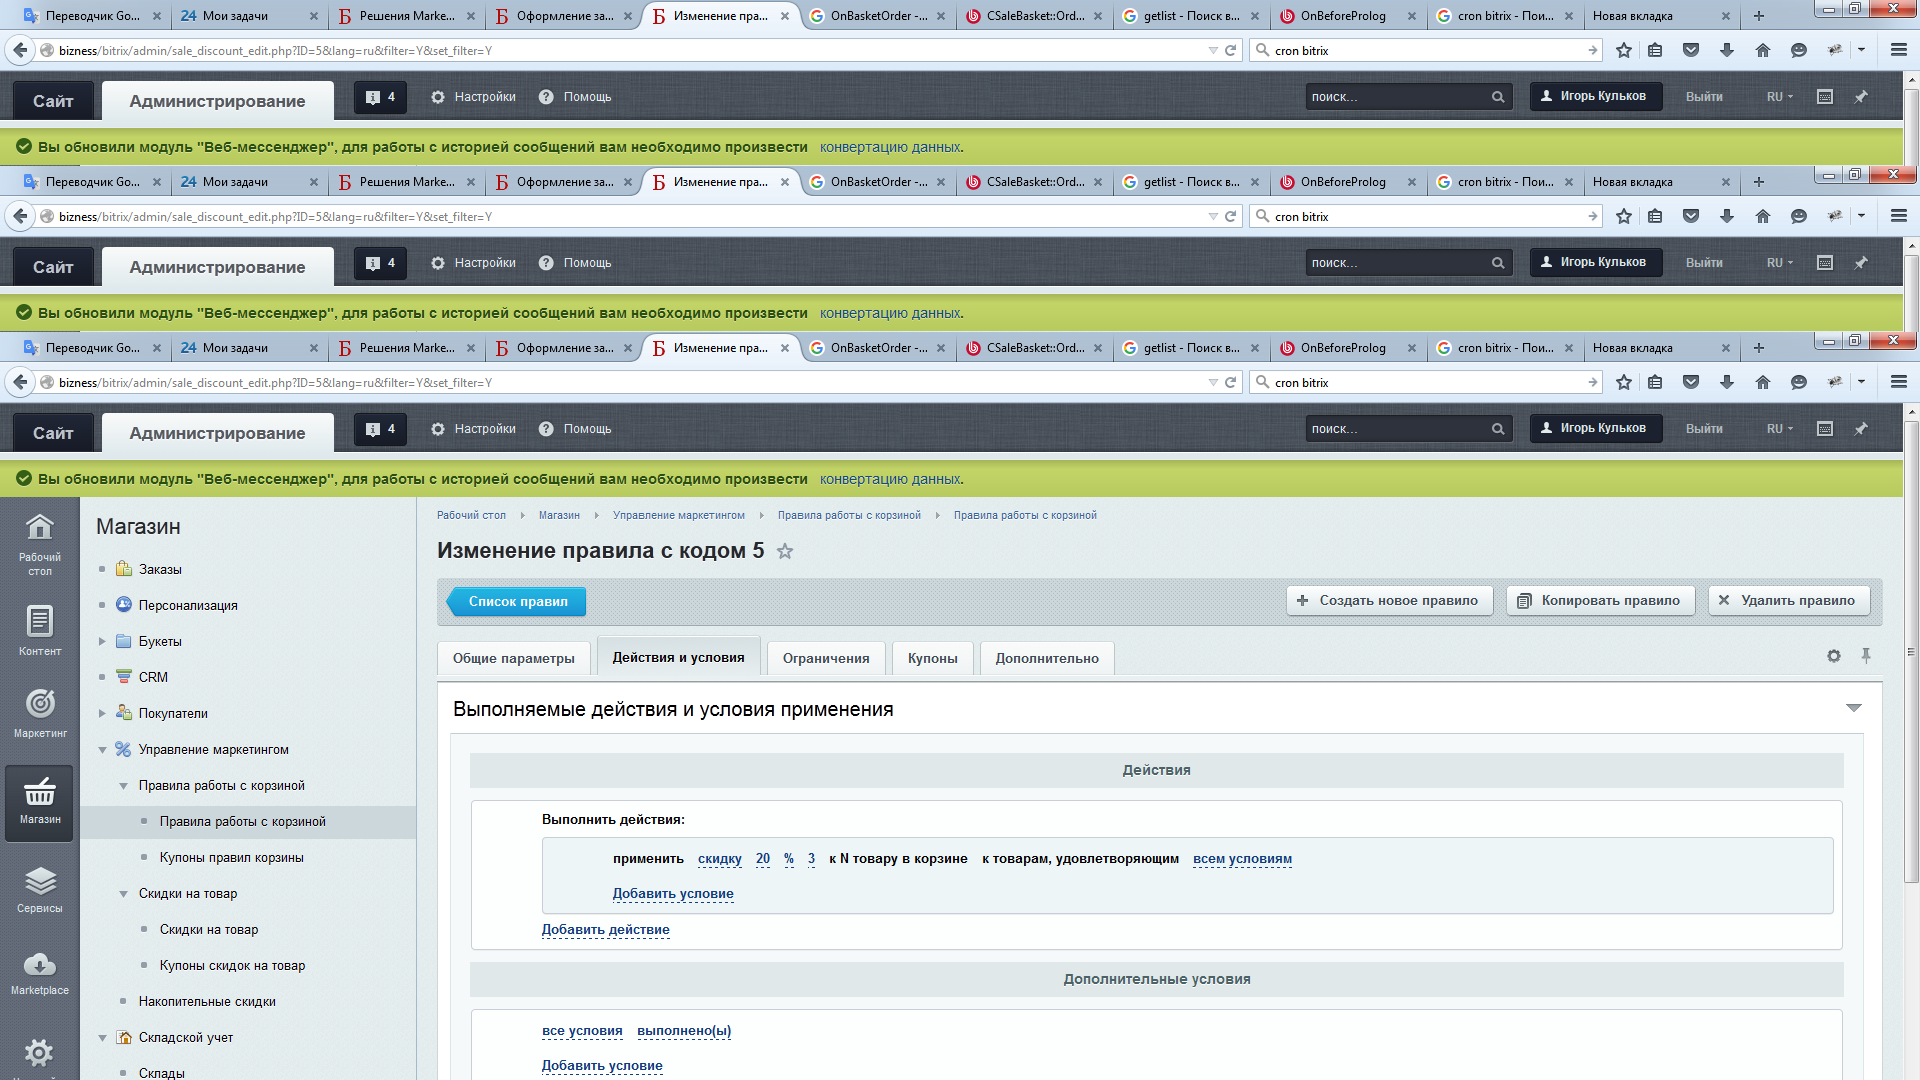 Переводчик Go...
Мои задачи
Решения Marke...
Оформление за...
Изменение пра...
OnBasketOrder -...
CSaleBasket::Ord...
getlist - Поиск в...
OnBeforeProlog
cron bitrix - Пои...
Новая вкладка
bizness/bitrix/admin/sale_discount_edit.php?ID=5&lang=ru&filter=Y&set_filter=Y
cron bitrix
Сайт
Администрирование
4
Настройки
Помощь
поиск...
Игорь Кульков
Выйти
RU
Вы обновили модуль "Веб-мессенджер", для работы с историей сообщений вам необходимо произвести конвертацию данных.
Переводчик Go...
24 Мои задачи
Решения Marke...
Оформление за...
Изменение пра...
OnBasketOrder -...
CSaleBasket::Ord...
getlist - Поиск в...
OnBeforeProlog
cron bitrix - Пои...
Новая вкладка
bizness/bitrix/admin/sale_discount_edit.php?ID=5&lang=ru&filter=Y&set_filter=Y
cron bitrix
Сайт
Администрирование
4
Настройки
Помощь
поиск...
Игорь Кульков
Выйти
RU
Вы обновили модуль "Веб-мессенджер", для работы с историей сообщений вам необходимо произвести конвертацию данных.
Переводчик Go...
24 Мои задачи
Решения Marke...
Оформление за...
Изменение пра...
OnBasketOrder -...
CSaleBasket::Ord...
getlist - Поиск в...
OnBeforeProlog
cron bitrix - Пои...
Новая вкладка
bizness/bitrix/admin/sale_discount_edit.php?ID=5&lang=ru&filter=Y&set_filter=Y
cron bitrix
Сайт
Администрирование
4
Настройки
Помощь
поиск...
Игорь Кульков
Выйти
RU
Вы обновили модуль "Веб-мессенджер", для работы с историей сообщений вам необходимо произвести конвертацию данных.
Рабочий стол
Контент
Маркетинг
Магазин
Сервисы
Marketplace
Магазин
Заказы
Персонализация
Букеты
CRM
Покупатели
Управление маркетингом
Правила работы с корзиной
Правила работы с корзиной
Купоны правил корзины
Скидки на товар
Скидки на товар
Купоны скидок на товар
Накопительные скидки
Складской учет
Склады
Рабочий стол
Магазин
Управление маркетингом
Правила работы с корзиной
Правила работы с корзиной
Изменение правила с кодом 5
Список правил
Создать новое правило
Копировать правило
Удалить правило
Общие параметры
Действия и условия
Ограничения
Купоны
Дополнительно
Выполняемые действия и условия применения
Действия
Выполнить действия:
применить скидку 20 % 3 к N товару в корзине к товарам, удовлетворяющим всем условиям
Добавить условие
Добавить действие
Дополнительные условия
все условия выполнено(ы)
Добавить условие